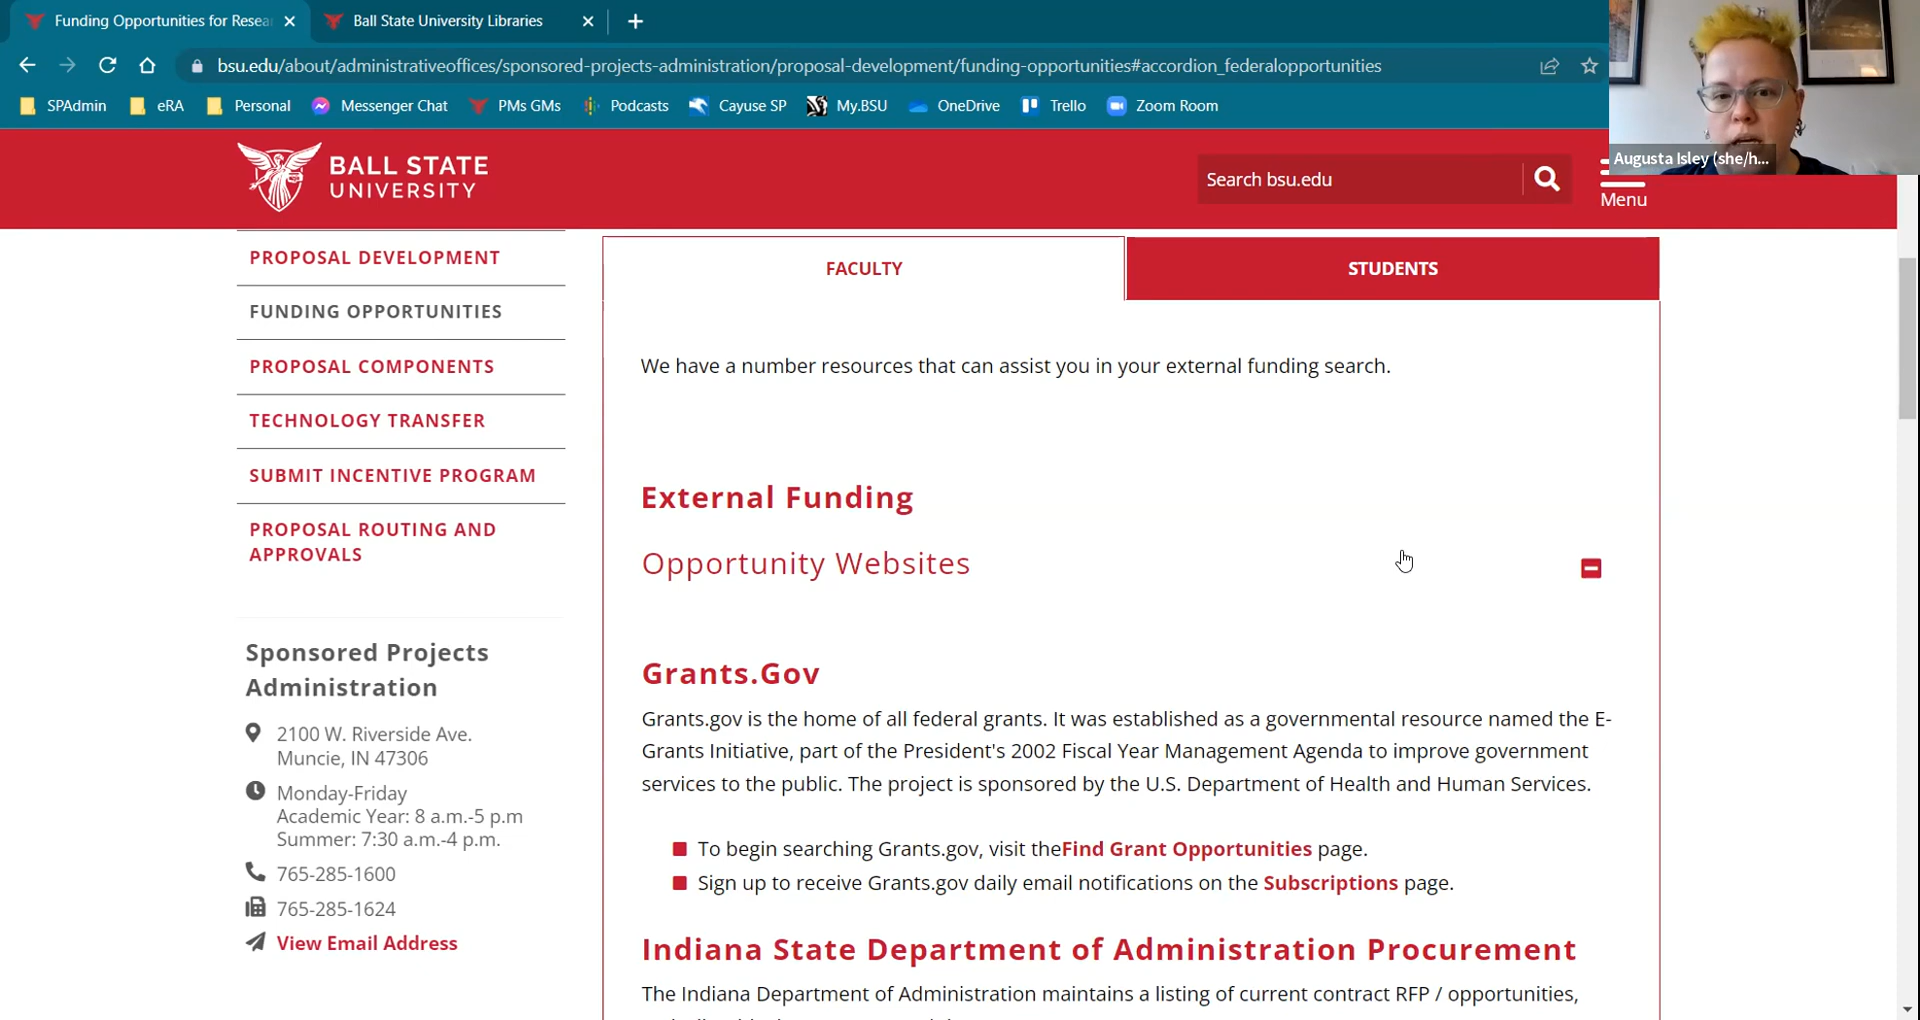 Funding Opportunities for Resea
Ball State University Libraries
bsu.edu/about/administrativeoffices/sponsored-projects-administration/proposal-development/funding-opportunities#accordion_federalopportunities
SPAdmin
eRA
Personal
Messenger Chat
PMs GMs
Podcasts
Cayuse SP
My.BSU
OneDrive
Trello
Zoom Room
Augusta Isley (she/h...
BALL STATE
UNIVERSITY
Search bsu.edu
Menu
PROPOSAL DEVELOPMENT
FUNDING OPPORTUNITIES
PROPOSAL COMPONENTS
TECHNOLOGY TRANSFER
SUBMIT INCENTIVE PROGRAM
PROPOSAL ROUTING AND
APPROVALS
Sponsored Projects
Administration
2100 W. Riverside Ave.
Muncie, IN 47306
Monday-Friday
Academic Year: 8 a.m.-5 p.m
Summer: 7:30 a.m.-4 p.m.
765-285-1600
765-285-1624
View Email Address
FACULTY
STUDENTS
We have a number resources that can assist you in your external funding search.
External Funding
Opportunity Websites
Grants.Gov
Grants.gov is the home of all federal grants. It was established as a governmental resource named the E-
Grants Initiative, part of the President's 2002 Fiscal Year Management Agenda to improve government
services to the public. The project is sponsored by the U.S. Department of Health and Human Services.
To begin searching Grants.gov, visit theFind Grant Opportunities page.
Sign up to receive Grants.gov daily email notifications on the Subscriptions page.
Indiana State Department of Administration Procurement
The Indiana Department of Administration maintains a listing of current contract RFP / opportunities,